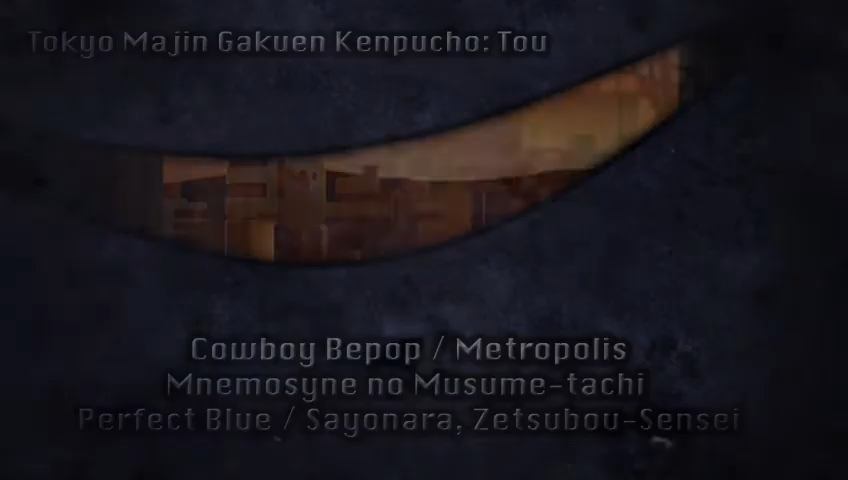 Tokyo Majin Gakuen Kenpucho: Tou
Cowboy Bepop / Metropolis
Mnemosyne no Musume-tachi
Perfect Blue / Sayonara, Zetsubou-Sensei